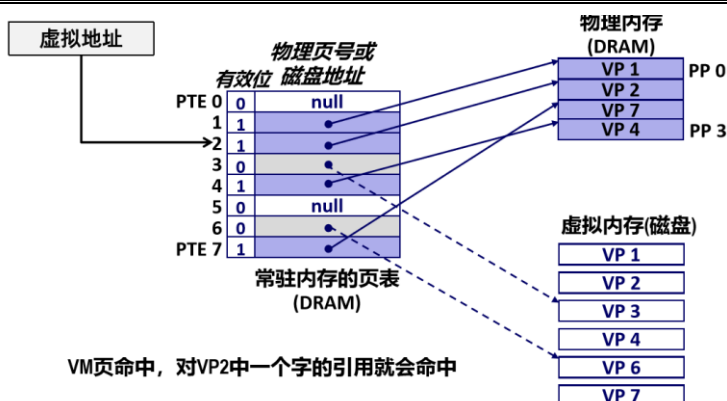 虚拟地址
物理页号或
磁盘地址
有效位
PTE 0 0 null
1 1
2 1
3 0
4 1
5 0 null
6 0
PTE 7 1
常驻内存的页表
(DRAM)
物理内存
(DRAM)
VP 1 PP 0
VP 2
VP 7
VP 4 PP 3
虚拟内存(磁盘)
VP 1
VP 2
VP 3
VP 4
VP 6
VP 7
VM页命中，对VP2中一个字的引用就会命中